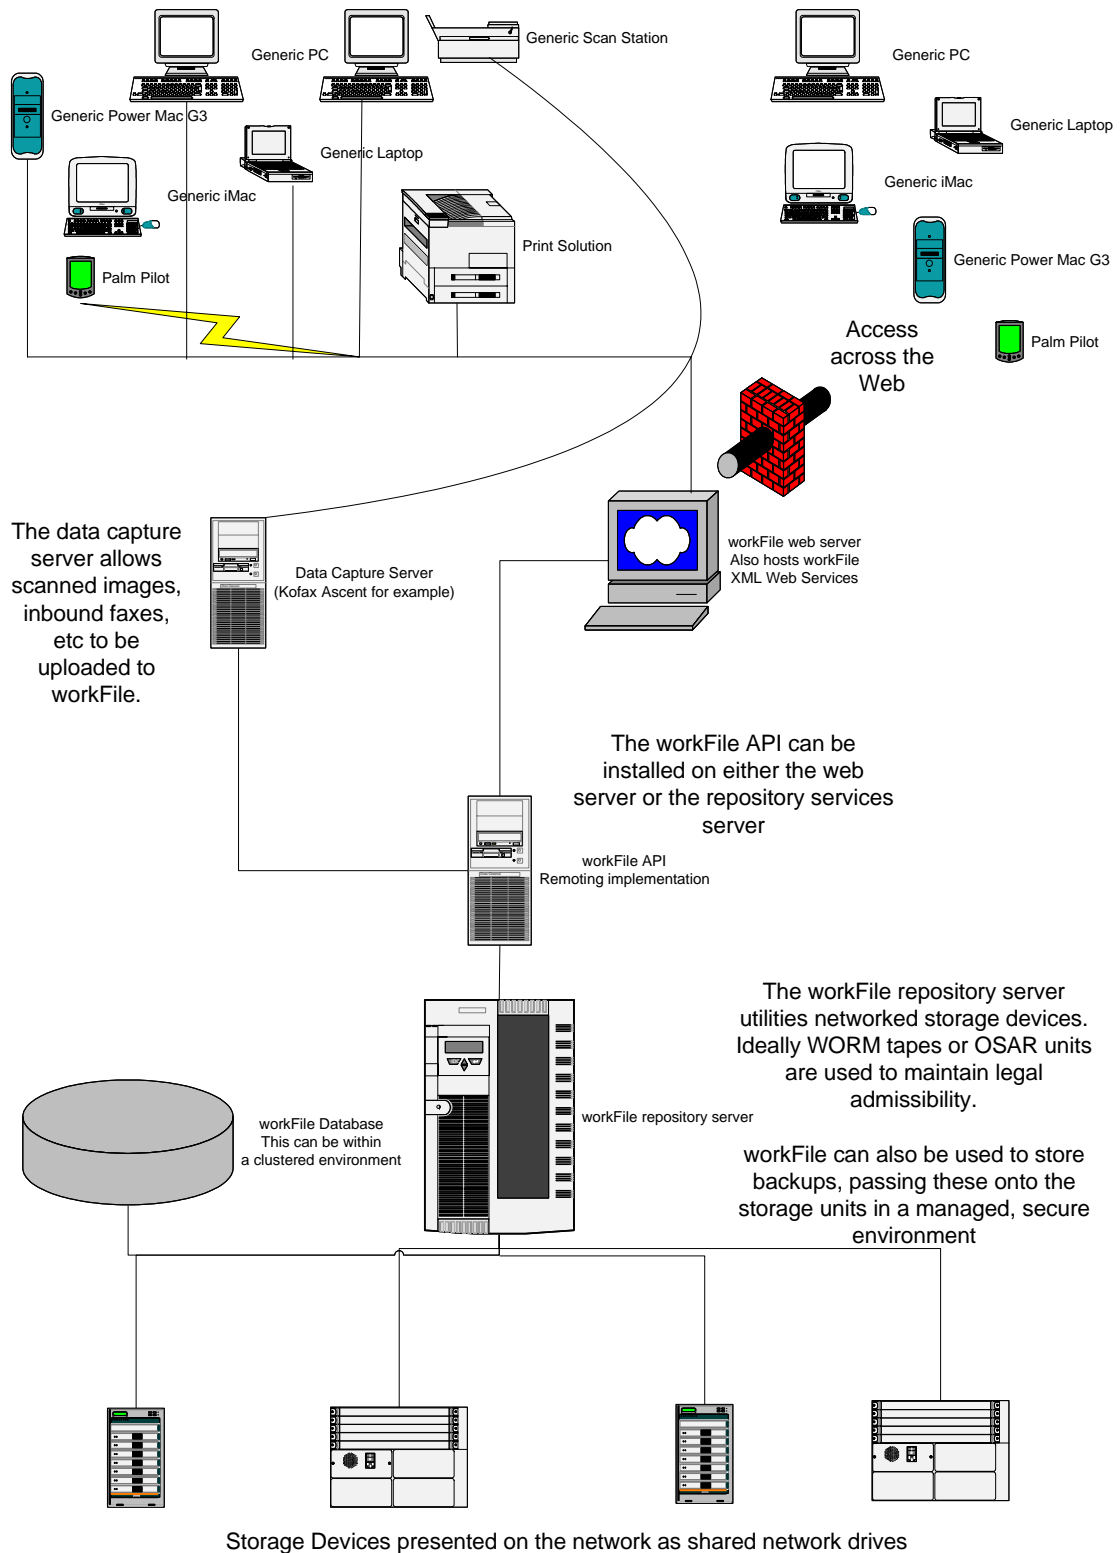 Generic PC
Generic Scan Station
Generic PC
Generic Power Mac G3
Generic Laptop
Generic Laptop
Generic iMac
Generic iMac
Print Solution
Generic Power Mac G3
Palm Pilot
Access
across the
Web
Palm Pilot
The data capture
server allows
scanned images,
inbound faxes,
etc to be
uploaded to
workFile.
Data Capture Server
(Kofax Ascent for example)
workFile web server
Also hosts workFile
XML Web Services
The workFile API can be
installed on either the web
server or the repository services
server
workFile API
Remoting implementation
The workFile repository server
utilities networked storage devices.
Ideally WORM tapes or OSAR units
are used to maintain legal
admissibility.
workFile Database
This can be within
a clustered environment
workFile repository server
workFile can also be used to store
backups, passing these onto the
storage units in a managed, secure
environment
Storage Devices presented on the network as shared network drives